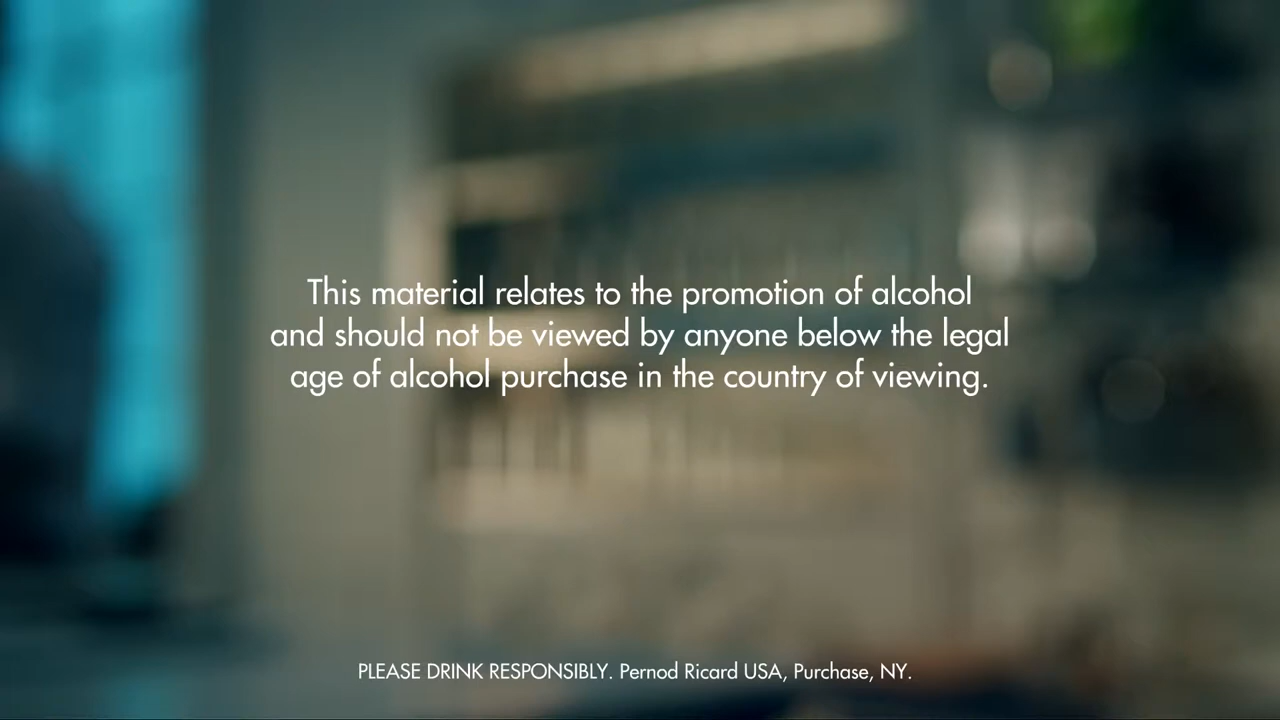 This material relates to the promotion of alcohol
and should not be viewed by anyone below the legal
age of alcohol purchase in the country of viewing.
PLEASE DRINK RESPONSIBLY. Pernod Ricard USA, Purchase, NY.